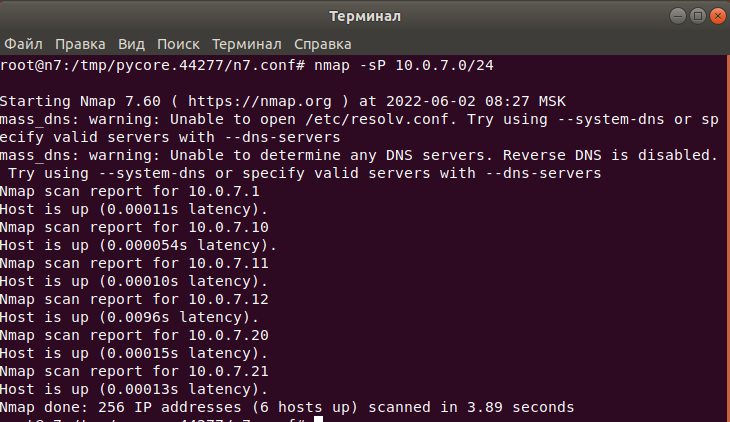 Терминал
Файл Правка Вид Поиск Терминал Справка
root@n7:/tmp/pycore.44277/n7.conf# nmap -sP 10.0.7.0/24
Starting Nmap 7.60 ( https://nmap.org ) at 2022-06-02 08:27 MSK
mass_dns: warning: Unable to open /etc/resolv.conf. Try using --system-dns or sp
ecify valid servers with --dns-servers
mass_dns: warning: Unable to determine any DNS servers. Reverse DNS is disabled.
Try using --system-dns or specify valid servers with --dns-servers
Nmap scan report for 10.0.7.1
Host is up (0.00011s latency).
Nmap scan report for 10.0.7.10
Host is up (0.000054s latency).
Nmap scan report for 10.0.7.11
Host is up (0.00010s latency).
Nmap scan report for 10.0.7.12
Host is up (0.0096s latency).
Nmap scan report for 10.0.7.20
Host is up (0.00015s latency).
Nmap scan report for 10.0.7.21
Host is up (0.00013s latency).
Nmap done: 256 IP addresses (6 hosts up) scanned in 3.89 seconds